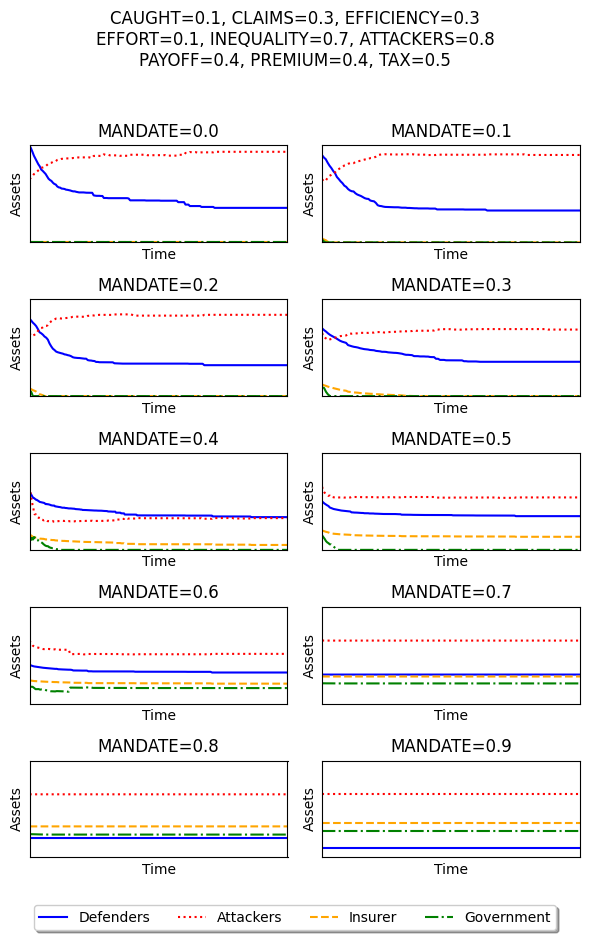 CAUGHT=0.1, CLAIMS=0.3, EFFICIENCY=0.3
EFFORT=0.1, INEQUALITY=0.7, ATTACKERS=0.8
PAYOFF=0.4, PREMIUM=0.4, TAX=0.5
MANDATE=0.0
Assets
Time
MANDATE=0.1
Assets
Time
MANDATE=0.2
Assets
Time
MANDATE=0.3
Assets
Time
MANDATE=0.4
Assets
Time
MANDATE=0.5
Assets
Time
MANDATE=0.6
Assets
Time
MANDATE=0.7
Assets
Time
MANDATE=0.8
Assets
Time
MANDATE=0.9
Assets
Time
Defenders
Attackers
Insurer
Government